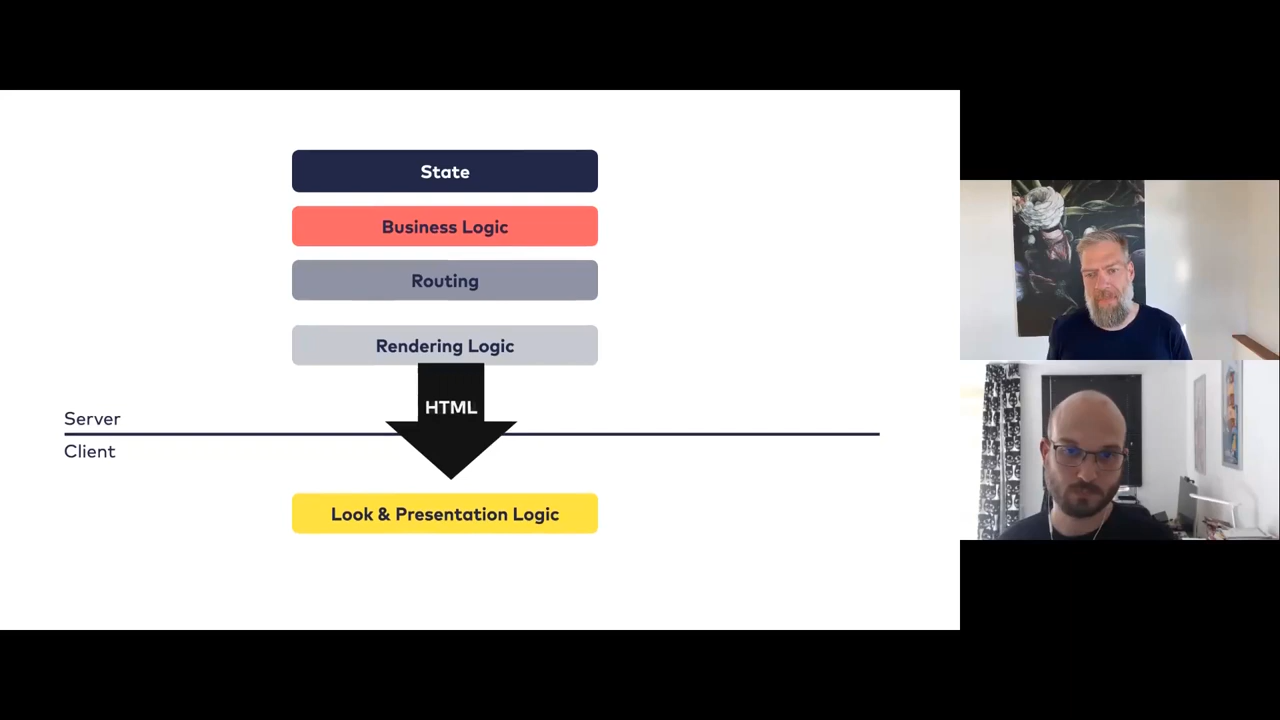 State
Business Logic
Routing
Rendering Logic
HTML
Server
Client
Look & Presentation Logic